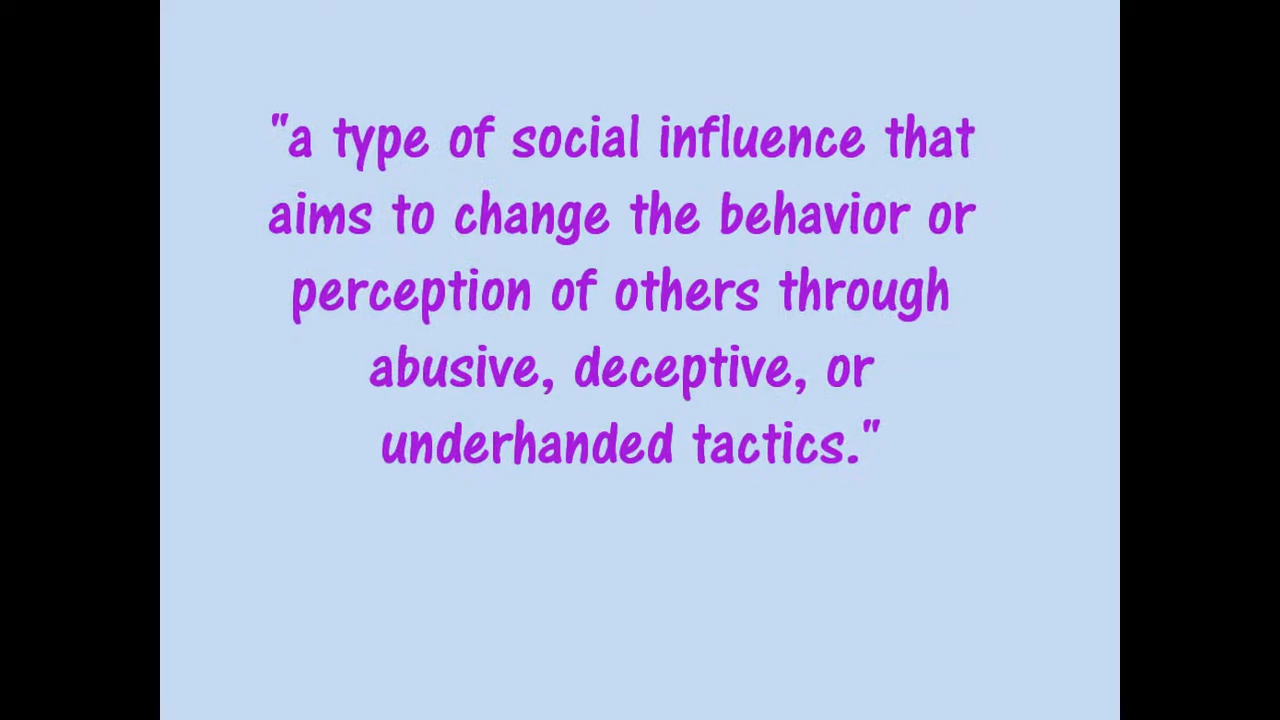 "a type of social influence that
aims to change the behavior or
perception of others through
abusive, deceptive, or
underhanded tactics."